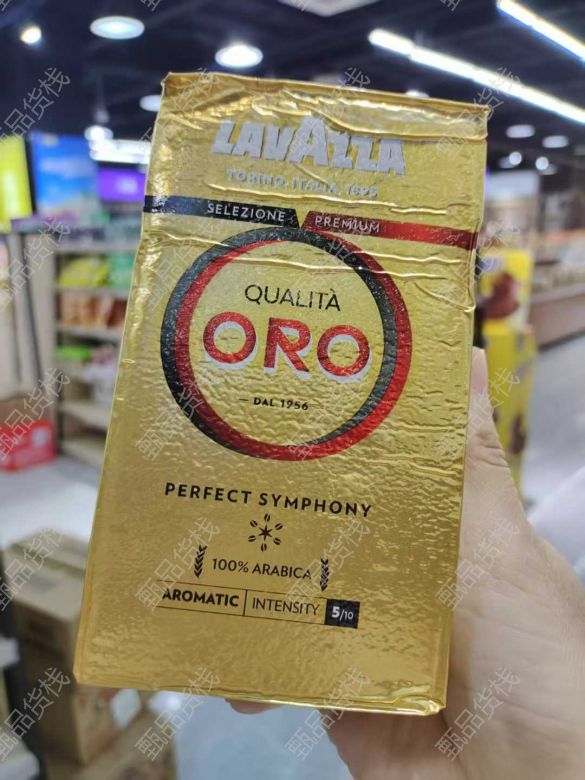 LAVAZZA
TORINO, ITALIA, 1895
SELEZIONE PREMIUM
QUALITÀ
ORO
DAL 1956
PERFECT SYMPHONY
100% ARABICA
AROMATIC INTENSITY 5/10
甄品货栈